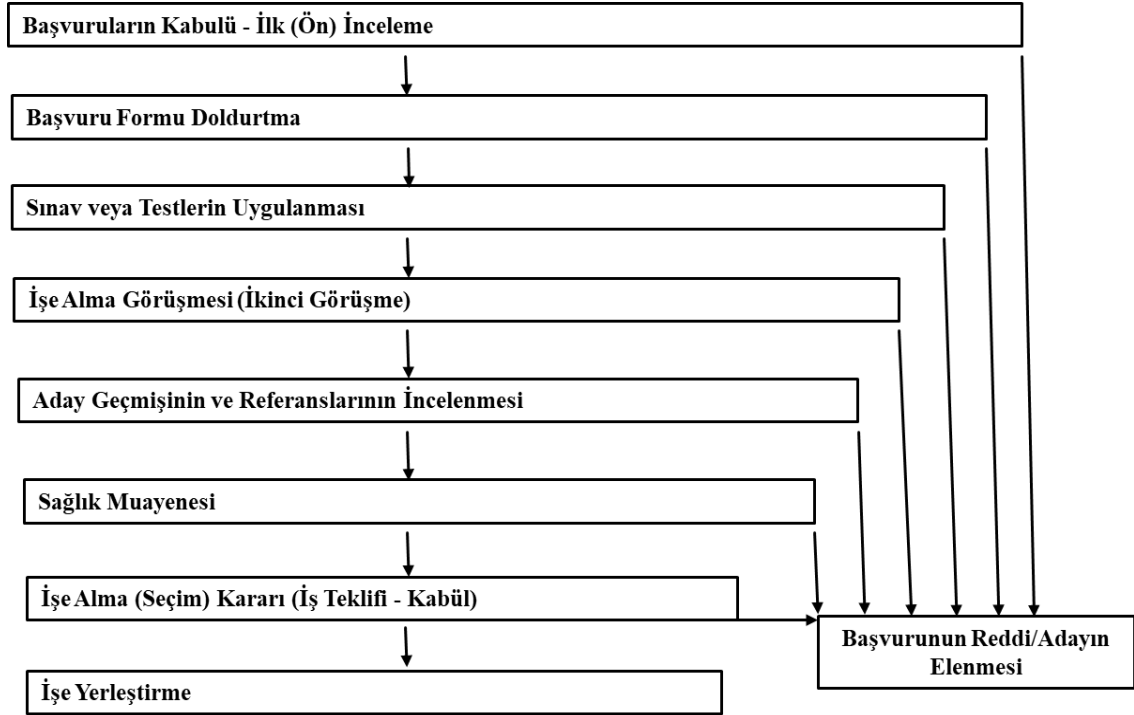 Başvuruların Kabulü - İlk (Ön) İnceleme
Başvuru Formu Doldurtma
Sınav veya Testlerin Uygulanması
İşe Alma Görüşmesi (İkinci Görüşme)
Aday Geçmişinin ve Referanslarının İncelenmesi
Sağlık Muayenesi
İşe Alma (Seçim) Kararı (İş Teklifi - Kabül)
Başvurunun Reddi/Adayın
Elenmesi
İşe Yerleştirme